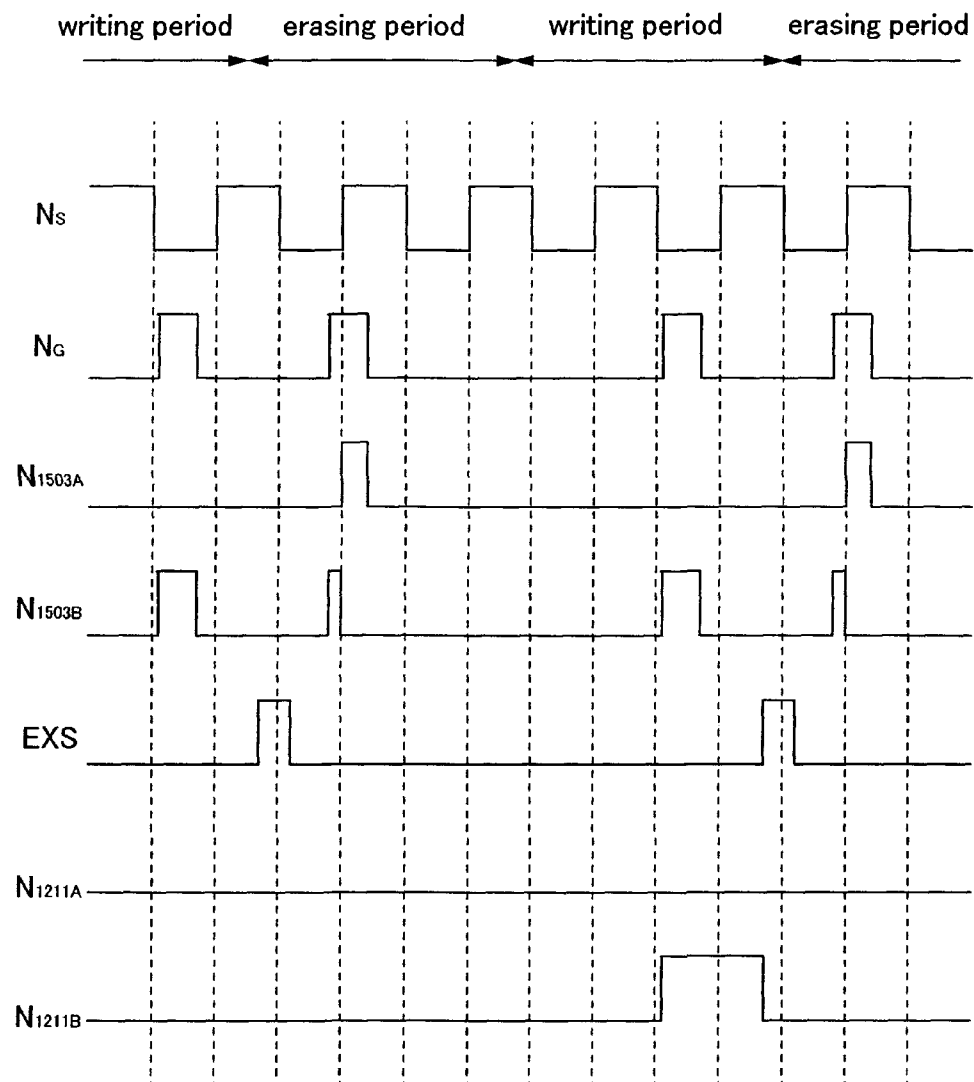 writing period erasing period writing period erasing period
NS
NG
N1503A
N1503B
EXS
N1211A
N1211B